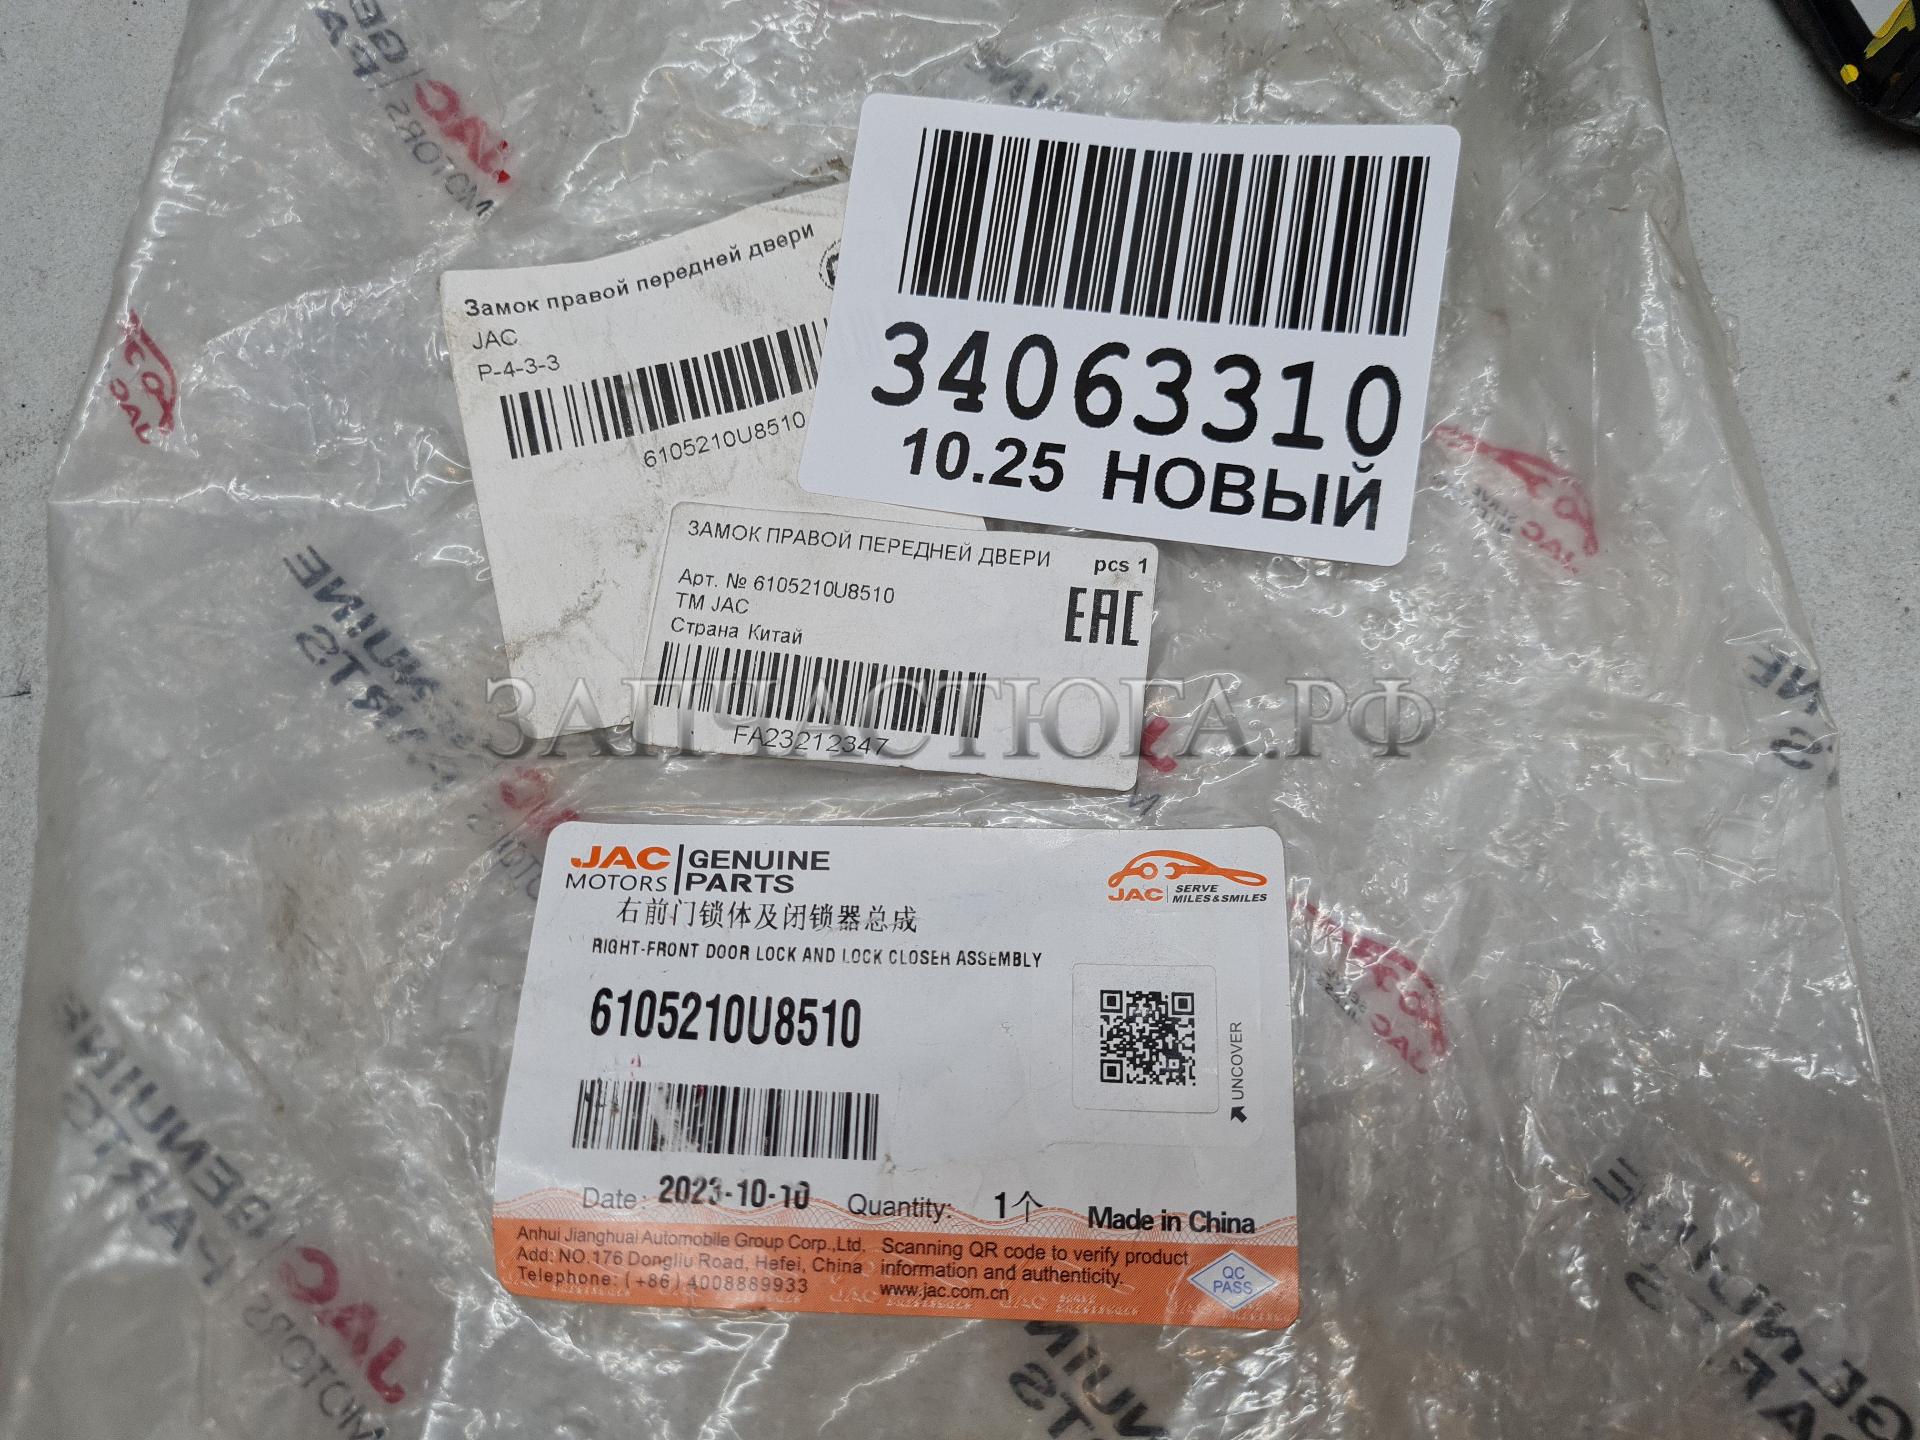 34063310
10.25 НОВЫЙ
Замок правой передней двери
JAC
P-4-3-3
6105210U8510
ЗАМОК ПРАВОЙ ПЕРЕДНЕЙ ДВЕРИ
pcs 1
Арт. № 6105210U8510
TM JAC
Страна Китай
EAC
FA23212347
ЗАПЧАСТЮГА.РФ
JAC MOTORS
GENUINE PARTS
JAC
SERVE
MILES&SMILES
右前门锁体及闭锁器总成
RIGHT-FRONT DOOR LOCK AND LOCK CLOSER ASSEMBLY
6105210U8510
UNCOVER
Date: 2023-10-10 Quantity: 1个 Made in China
Anhui Jianghuai Automobile Group Corp.,Ltd.
Add: NO.176 Dongliu Road, Hefei, China
Telephone: (+86) 4008889933
Scanning QR code to verify product
information and authenticity.
www.jac.com.cn
QC
PASS
JAC
MOTORS
GENUINE
PARTS